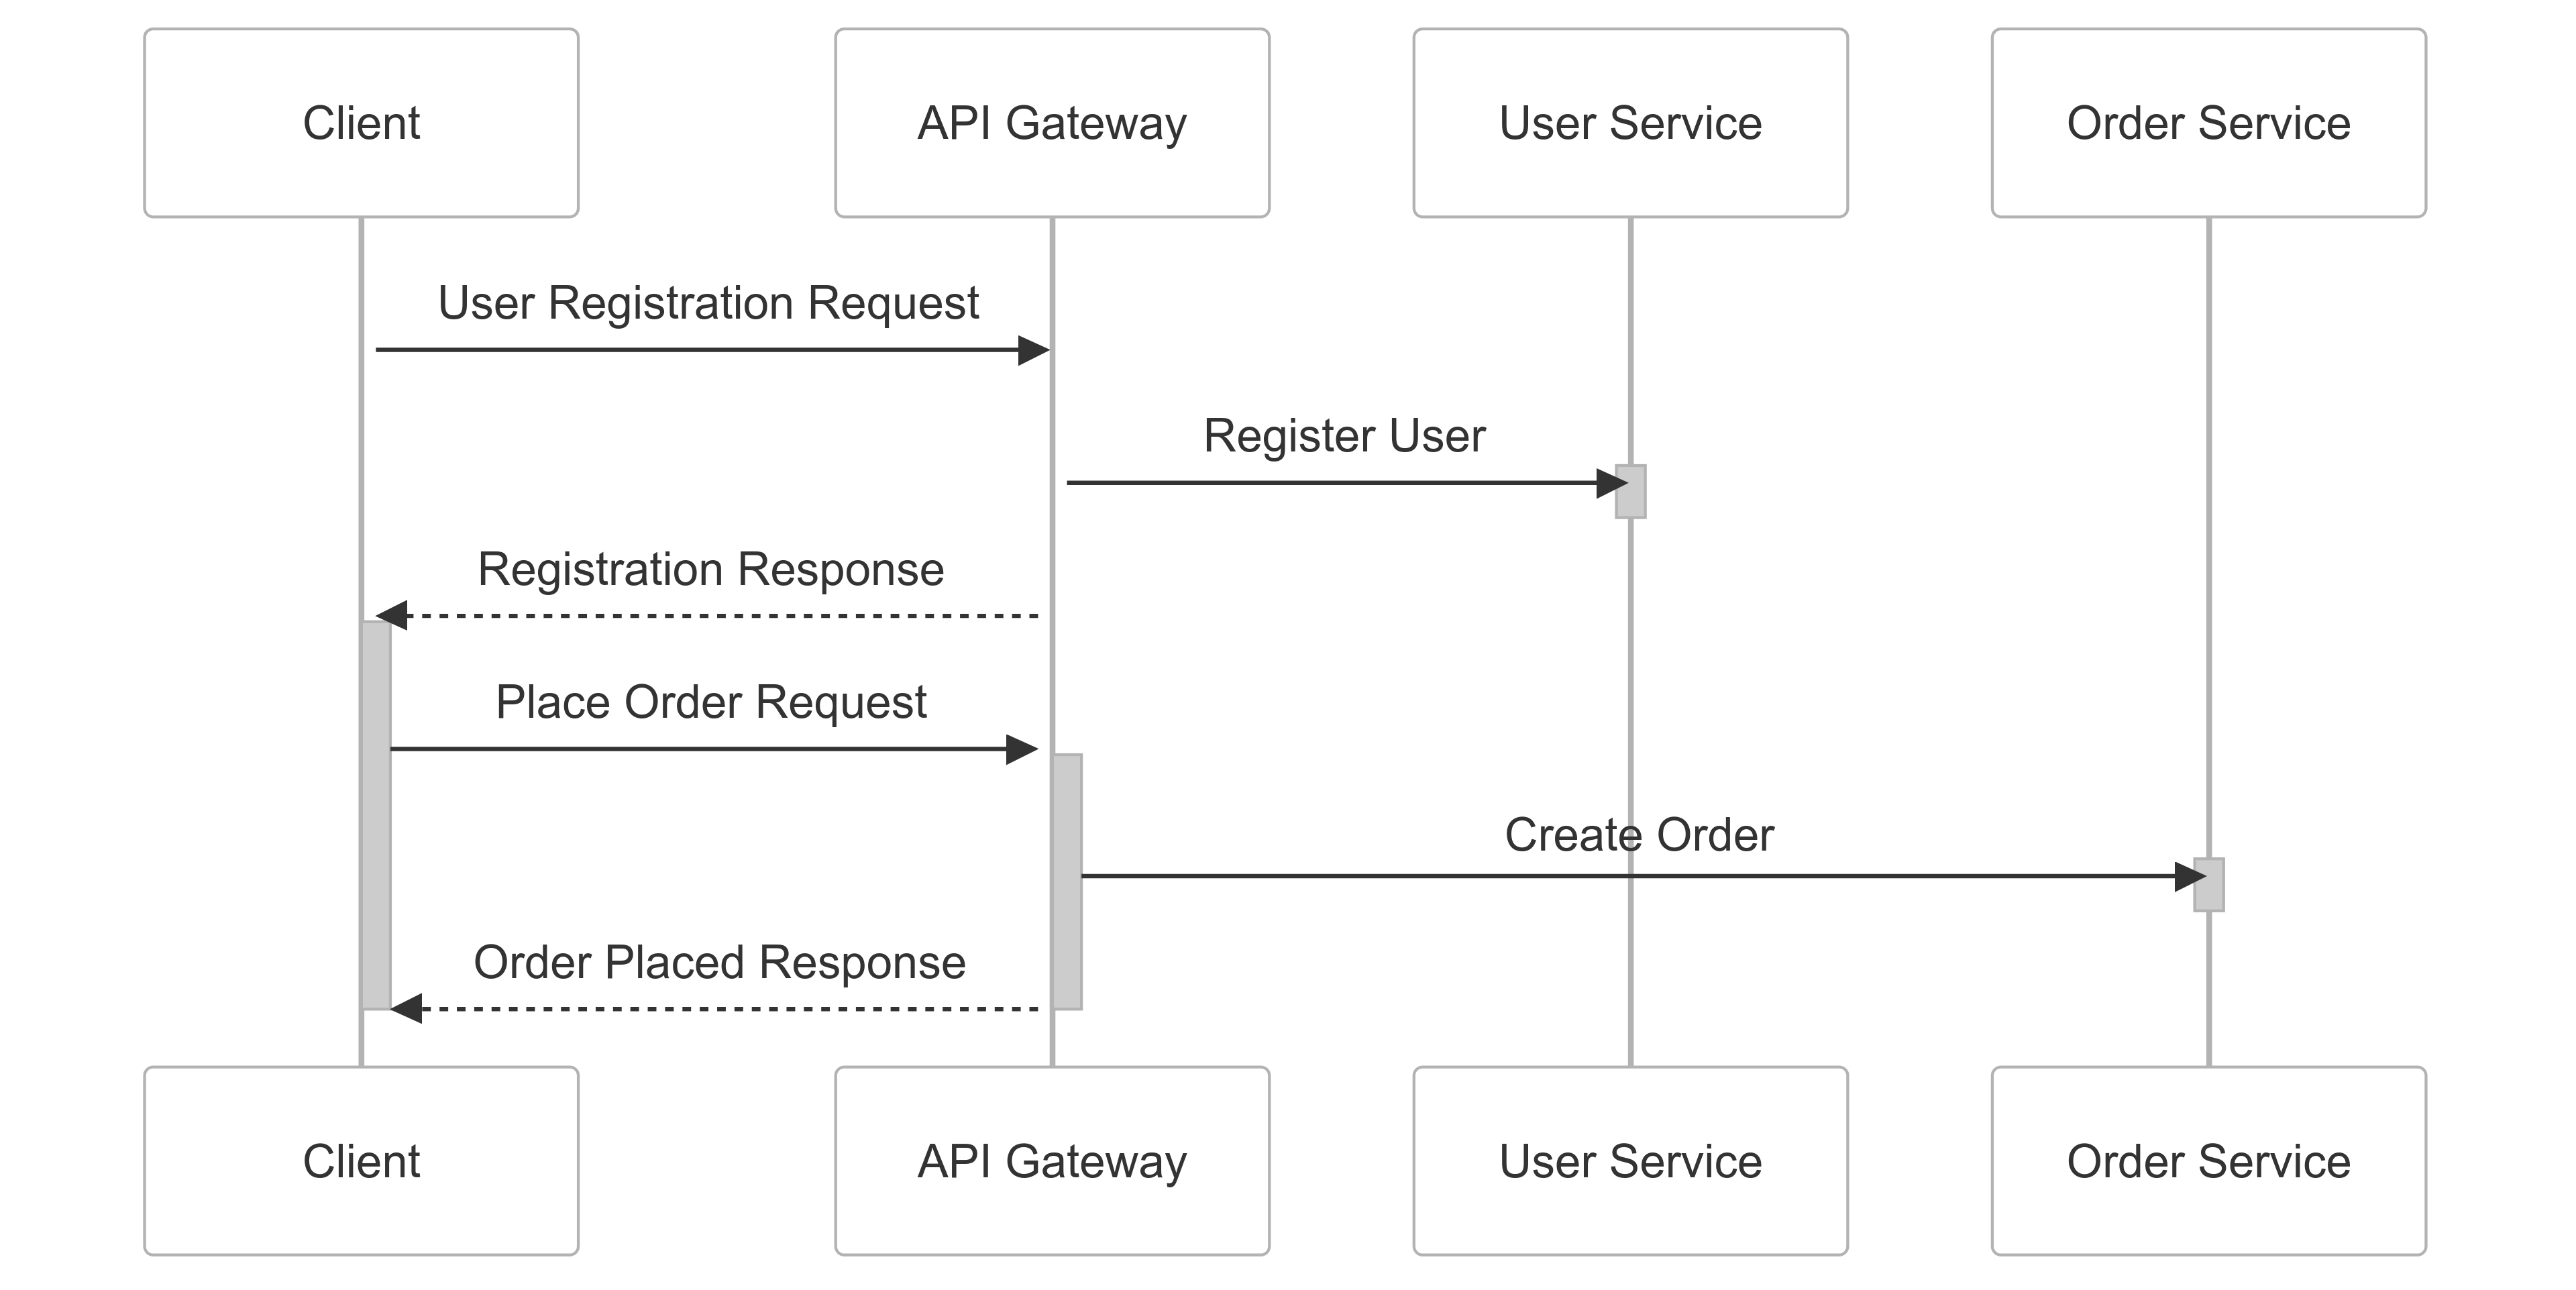 Client
API Gateway
User Service
Order Service
User Registration Request
Register User
Registration Response
Place Order Request
Create Order
Order Placed Response
Client
API Gateway
User Service
Order Service